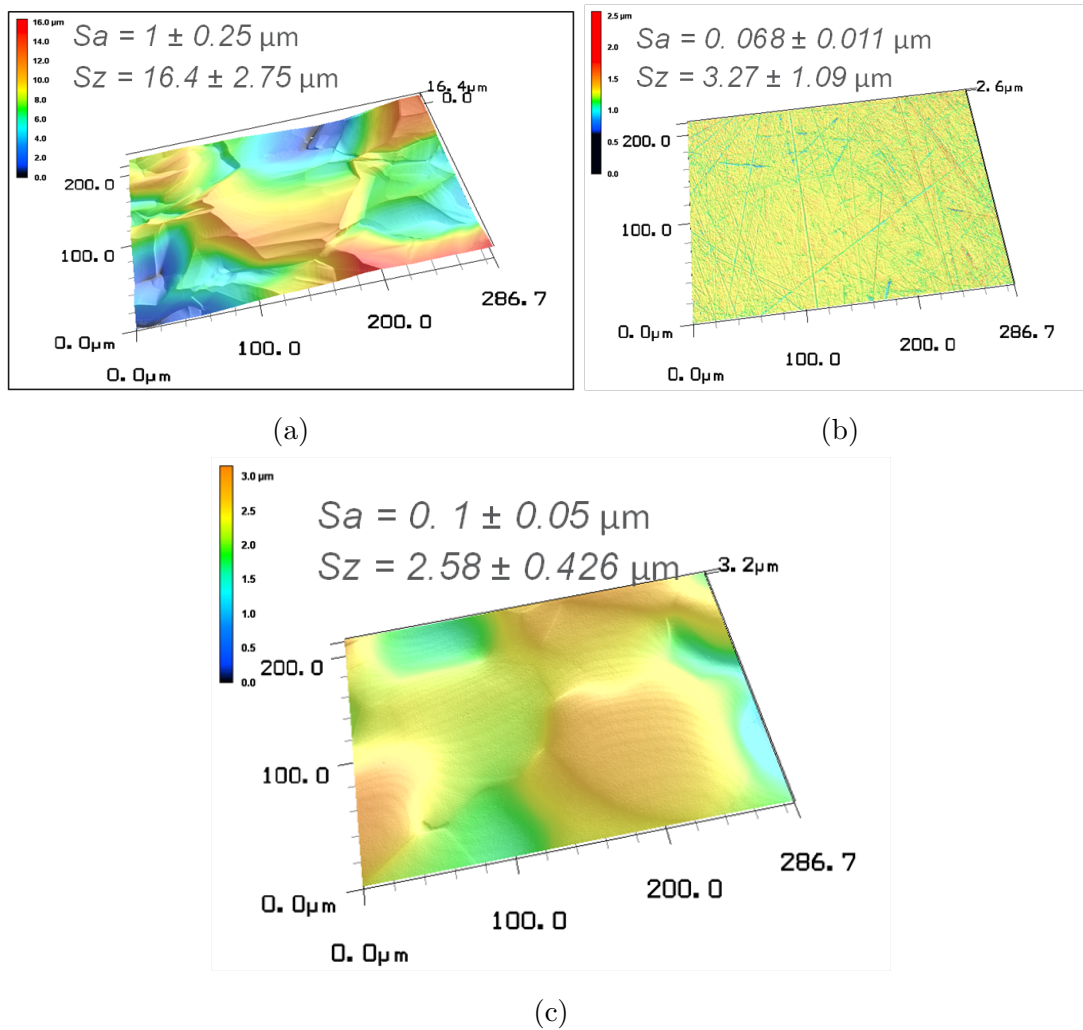 16.0 µm
14.0
12.0
10.0
8.0
6.0
4.0
2.0
0.0
Sa = 1 ± 0.25 µm
Sz = 16.4 ± 2.75 µm
16.4µm
0.0
200.0
100.0
0.0µm
0.0µm
100.0
200.0
286.7
(a)
2.5 µm
2.0
1.5
1.0
0.5
0.0
Sa = 0. 068 ± 0.011 µm
Sz = 3.27 ± 1.09 µm
2.6µm
200.0
100.0
0.0µm
0.0µm
100.0
200.0
286.7
(b)
3.0 µm
2.5
2.0
1.5
1.0
0.5
0.0
Sa = 0. 1 ± 0.05 µm
Sz = 2.58 ± 0.426 µm
3.2µm
200.0
100.0
0.0µm
0.0µm
100.0
200.0
286.7
(c)